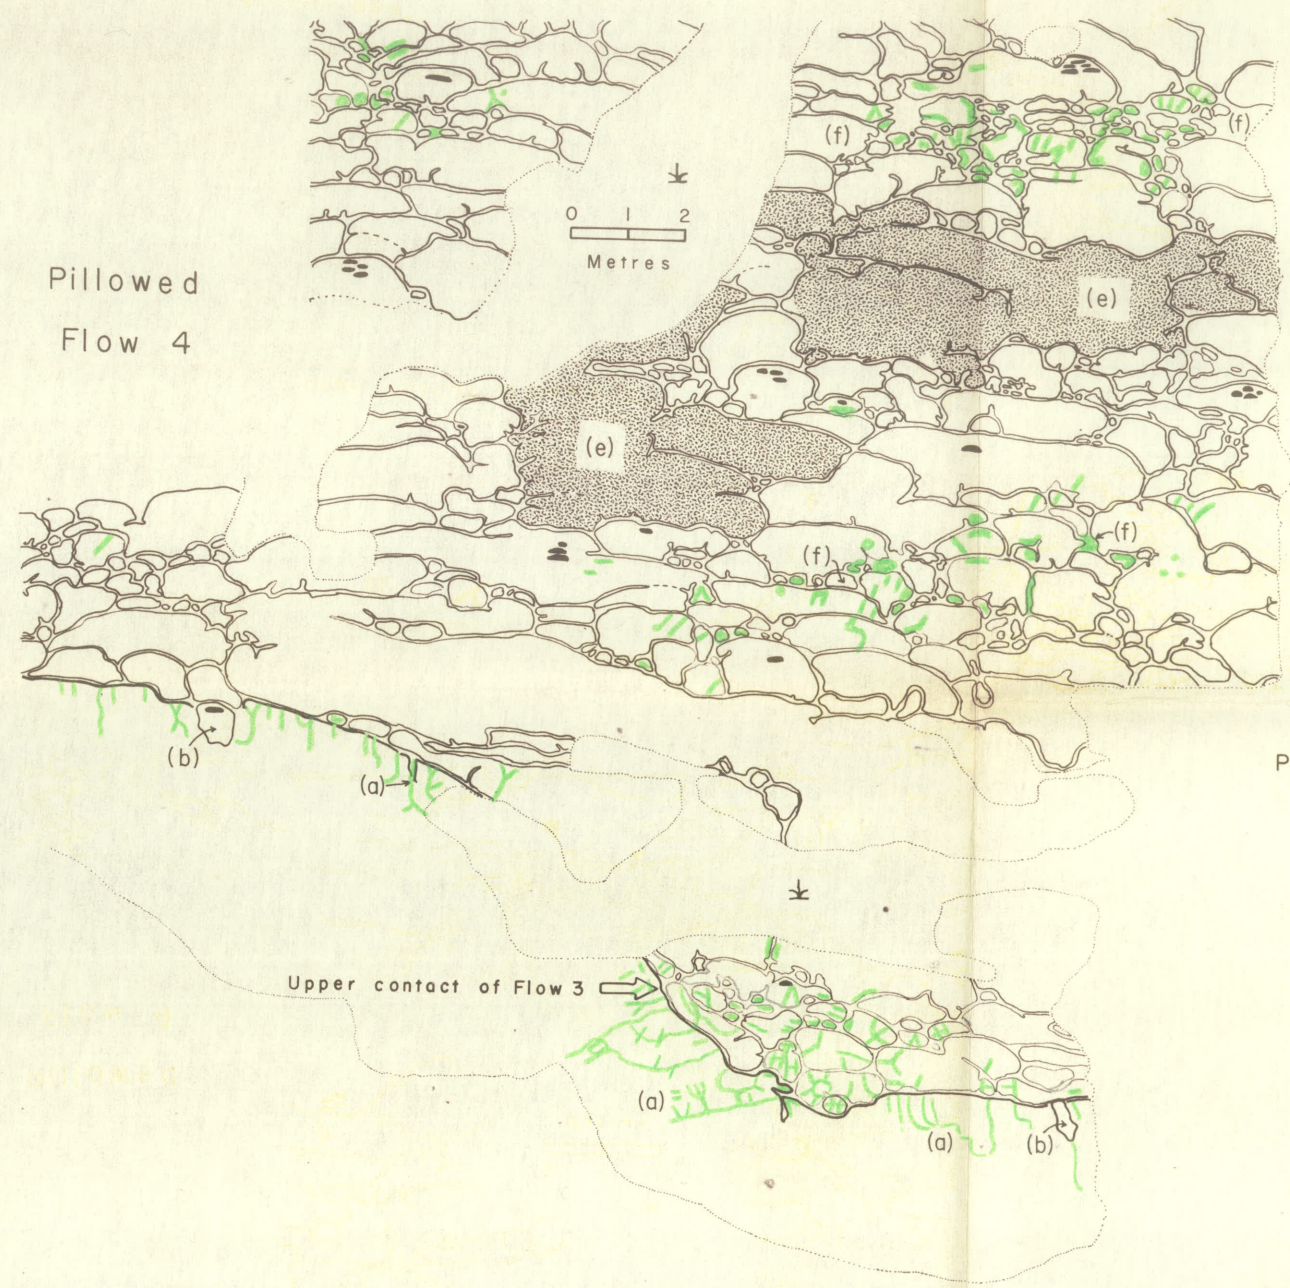 (f)
(f)
0 1 2
Metres
Pillowed
Flow 4
(e)
(e)
(f)
(f)
(b)
(a)
P
Upper contact of Flow 3
(a)
(a)
(b)